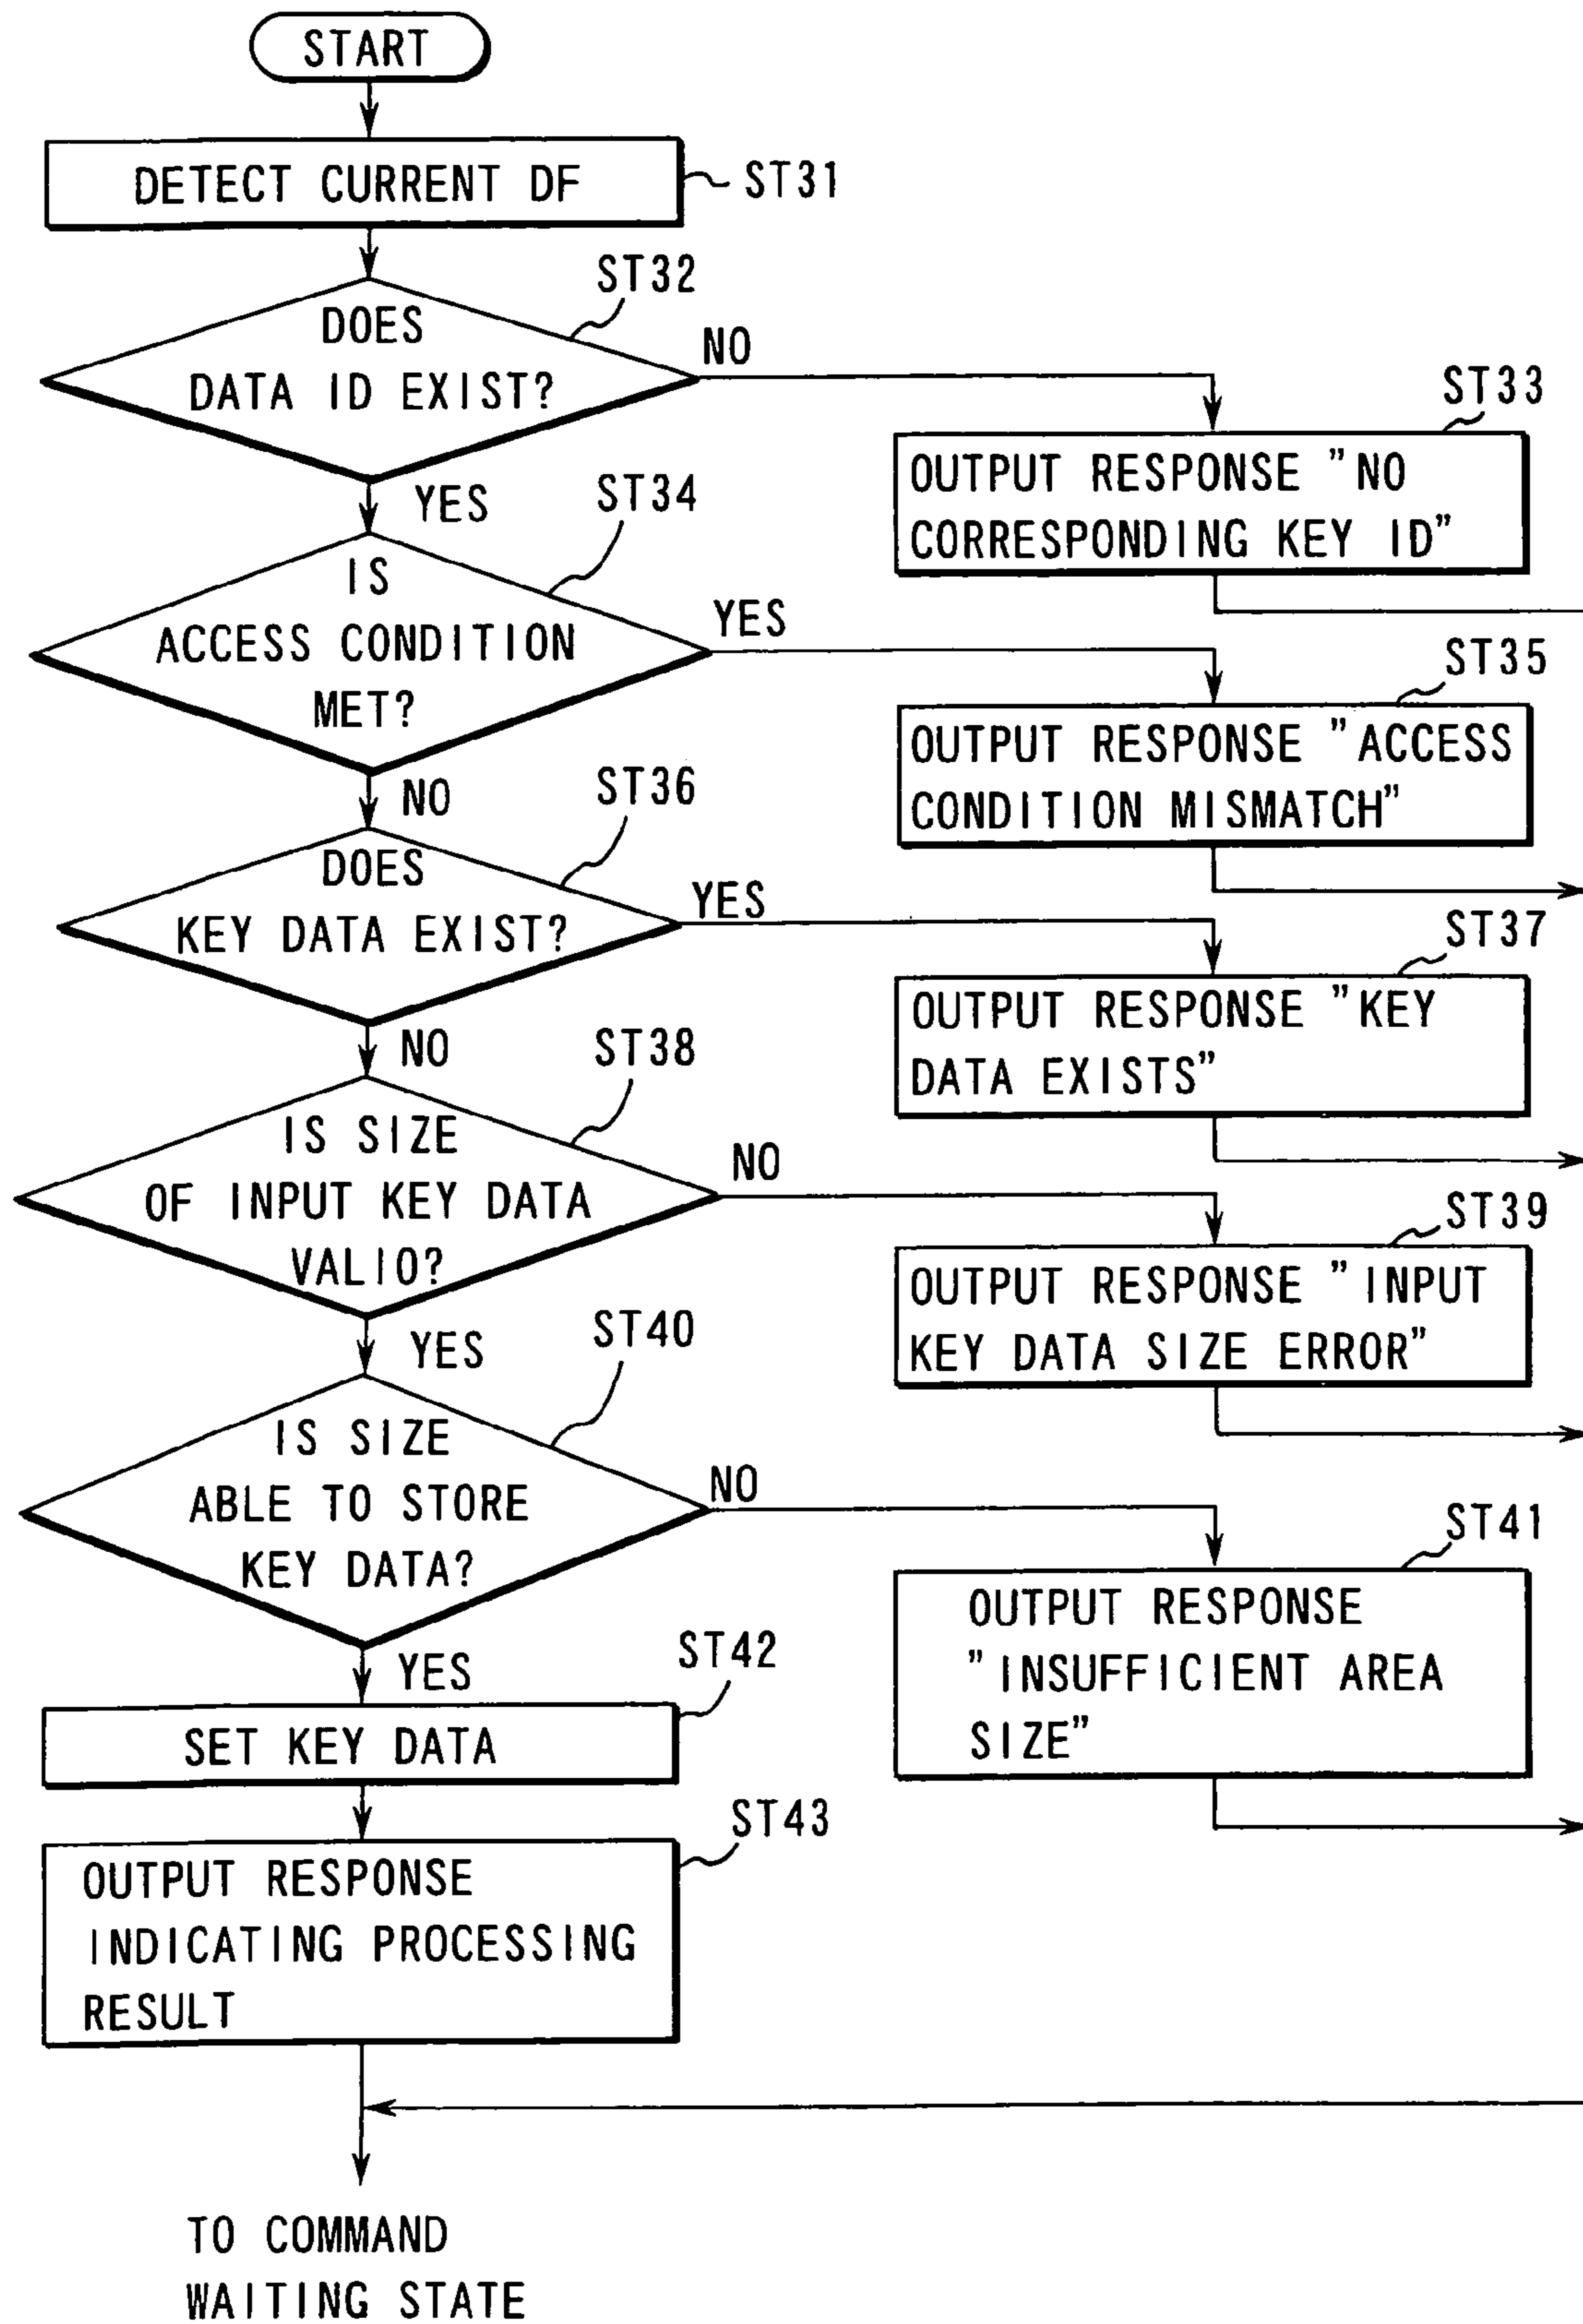 START
DETECT CURRENT DF
ST31
ST32
DOES
DATA ID EXIST?
NO
ST33
OUTPUT RESPONSE "NO
CORRESPONDING KEY ID"
YES
ST34
IS
ACCESS CONDITION
MET?
YES
ST35
OUTPUT RESPONSE "ACCESS
CONDITION MISMATCH"
NO
ST36
DOES
KEY DATA EXIST?
YES
ST37
OUTPUT RESPONSE "KEY
DATA EXISTS"
NO
ST38
IS SIZE
OF INPUT KEY DATA
VALIO?
NO
ST39
OUTPUT RESPONSE "INPUT
KEY DATA SIZE ERROR"
YES
ST40
IS SIZE
ABLE TO STORE
KEY DATA?
NO
ST41
OUTPUT RESPONSE
"INSUFFICIENT AREA
SIZE"
YES
ST42
SET KEY DATA
ST43
OUTPUT RESPONSE
INDICATING PROCESSING
RESULT
TO COMMAND
WAITING STATE